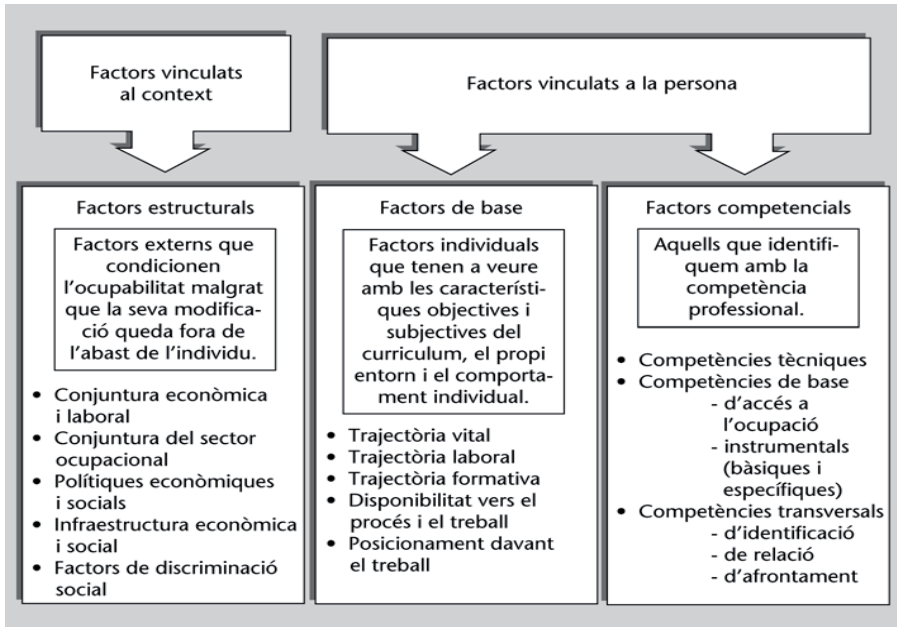 Factors vinculats
al context
Factors vinculats a la persona
Factors estructurals
Factors externs que
condicionen
l'ocupabilitat malgrat
que la seva modifica-
ció queda fora de
l'abast de l'individu.
• Conjuntura econòmica
i laboral
• Conjuntura del sector
ocupacional
• Polítiques econòmiques
i socials
• Infraestructura econòmica
i social
• Factors de discriminació
social
Factors de base
Factors individuals
que tenen a veure
amb les característi-
ques objectives i
subjectives del
curriculum, el propi
entorn i el comporta-
ment individual.
• Trajectòria vital
• Trajectòria laboral
• Trajectòria formativa
• Disponibilitat vers el
procés i el treball
• Posicionament davant
el treball
Factors competencials
Aquells que identifi-
quem amb la
competència
professional.
• Competències tècniques
• Competències de base
- d'accés a
l'ocupació
- instrumentals
(bàsiques i
específiques)
• Competències transversals
- d'identificació
- de relació
- d'afrontament